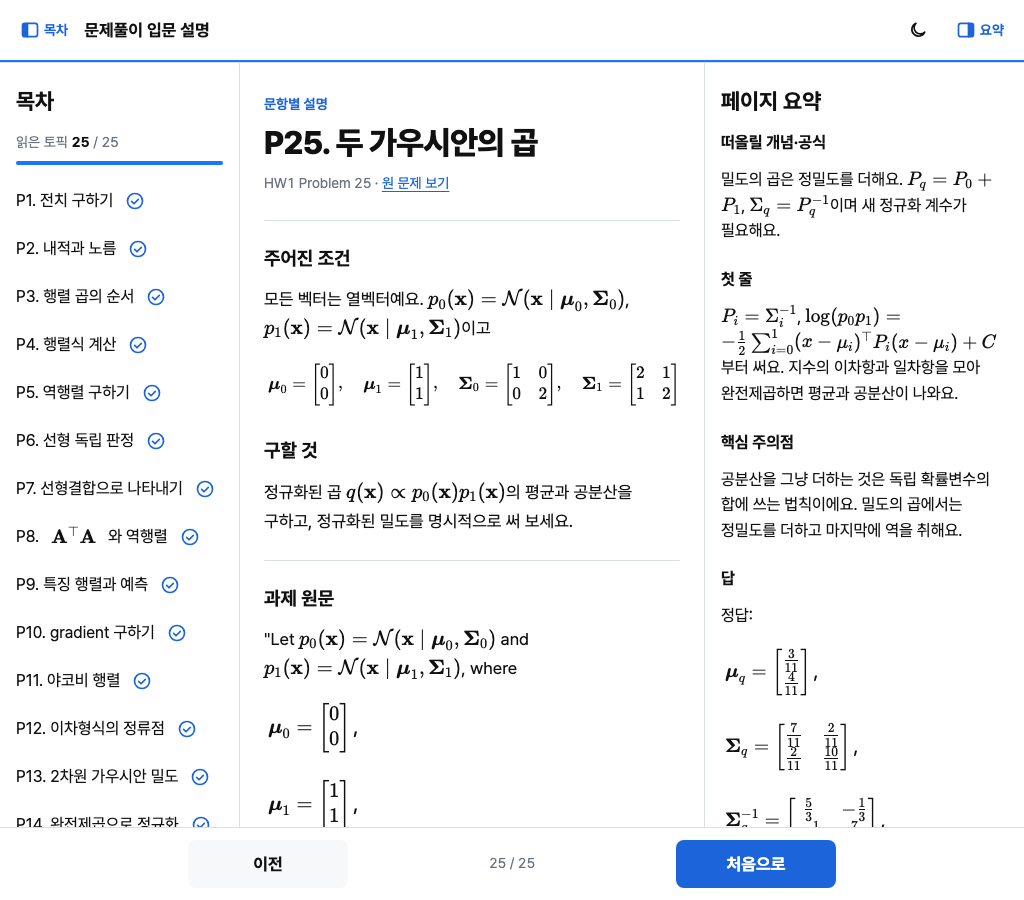 목차 문제풀이 입문 설명 요약
목차
읽은 토픽 25 / 25
P1. 전치 구하기
P2. 내적과 노름
P3. 행렬 곱의 순서
P4. 행렬식 계산
P5. 역행렬 구하기
P6. 선형 독립 판정
P7. 선형결합으로 나타내기
P8. A⊤A 와 역행렬
P9. 특징 행렬과 예측
P10. gradient 구하기
P11. 야코비 행렬
P12. 이차형식의 정류점
P13. 2차원 가우시안 밀도
P14. 완전제곱으로 정규화
문항별 설명
P25. 두 가우시안의 곱
HW1 Problem 25 · 원 문제 보기
주어진 조건
모든 벡터는 열벡터예요. p₀(x) = 𝒩(x | μ₀, Σ₀),
p₁(x) = 𝒩(x | μ₁, Σ₁)이고
μ₀ = [0 0], μ₁ = [1 1], Σ₀ = [1 0 0 2], Σ₁ = [2 1 1 2]
구할 것
정규화된 곱 q(x) ∝ p₀(x)p₁(x)의 평균과 공분산을
구하고, 정규화된 밀도를 명시적으로 써 보세요.
과제 원문
"Let p₀(x) = 𝒩(x | μ₀, Σ₀) and
p₁(x) = 𝒩(x | μ₁, Σ₁), where
μ₀ = [0 0],
μ₁ = [1 1],
페이지 요약
떠올릴 개념·공식
밀도의 곱은 정밀도를 더해요. P_q = P₀ +
P₁, Σ_q = P_q⁻¹이며 새 정규화 계수가
필요해요.
첫 줄
P_i = Σ_i⁻¹, log(p₀p₁) =
−½ ∑_{i=0}^{1}(x − μ_i)⊤P_i(x − μ_i) + C
부터 써요. 지수의 이차항과 일차항을 모아
완전제곱하면 평균과 공분산이 나와요.
핵심 주의점
공분산을 그냥 더하는 것은 독립 확률변수의
합에 쓰는 법칙이에요. 밀도의 곱에서는
정밀도를 더하고 마지막에 역을 취해요.
답
정답:
μ_q = [3/11 4/11],
Σ_q = [7/11 2/11 2/11 10/11],
Σ_q⁻¹ = [5/3 −1/3
이전 25 / 25 처음으로